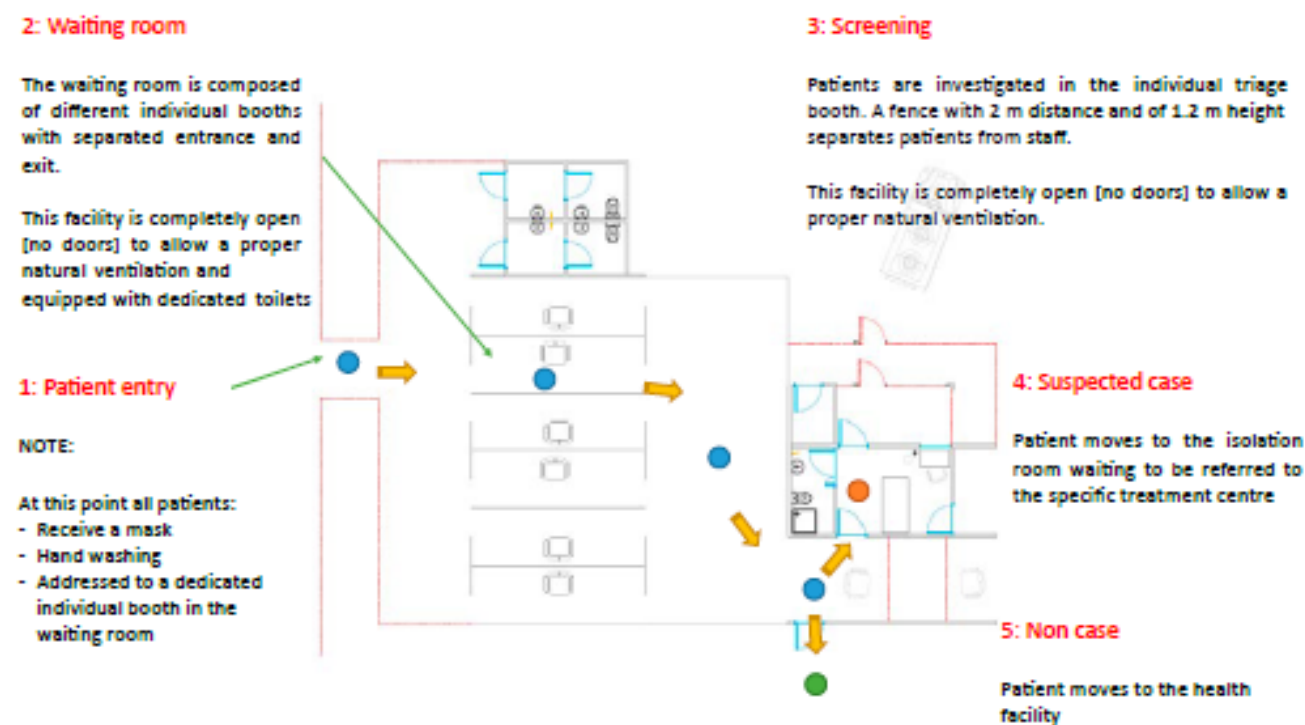 2: Waiting room
The waiting room is composed
of different individual booths
with separated entrance and
exit.
This facility is completely open
[no doors] to allow a proper
natural ventilation and
equipped with dedicated toilets
1: Patient entry
NOTE:
At this point all patients:
- Receive a mask
- Hand washing
- Addressed to a dedicated
individual booth in the
waiting room
3: Screening
Patients are investigated in the individual triage
booth. A fence with 2 m distance and of 1.2 m height
separates patients from staff.
This facility is completely open [no doors] to allow a
proper natural ventilation.
4: Suspected case
Patient moves to the isolation
room waiting to be referred to
the specific treatment centre
5: Non case
Patient moves to the health
facility